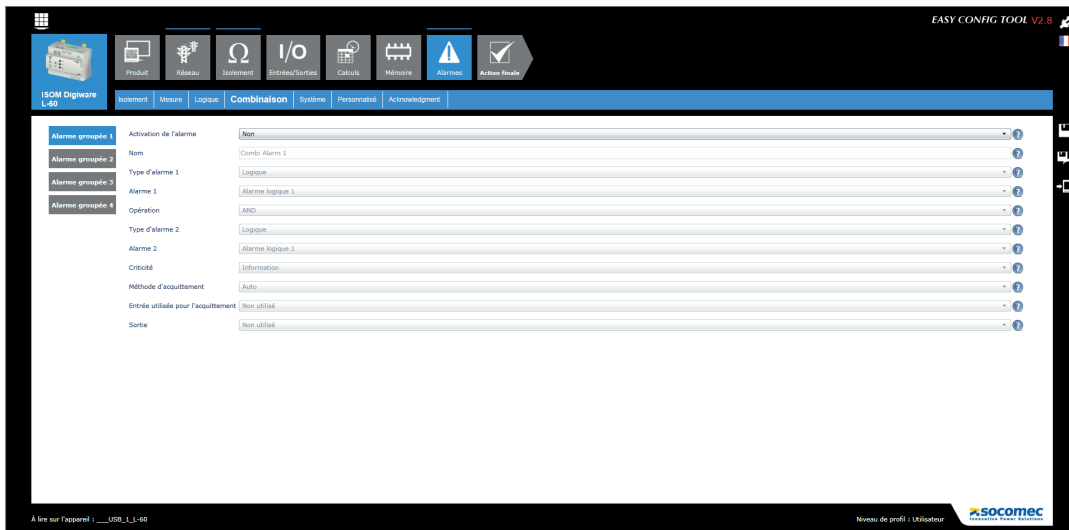 EASY CONFIG TOOL V2.8
Produit
Réseau
Ω
Isolement
I/O
Entrées/Sorties
Calculs
Mémoire
Alarmes
Action finale
ISOM Digiware
L-60
Isolement Mesure Logique Combinaison Système Personnalisé Acknowledgment
Alarme groupée 1
Alarme groupée 2
Alarme groupée 3
Alarme groupée 4
Activation de l'alarme Non ?
Nom Combi Alarm 1 ?
Type d'alarme 1 Logique ?
Alarme 1 Alarme logique 1 ?
Opération AND ?
Type d'alarme 2 Logique ?
Alarme 2 Alarme logique 1 ?
Criticité Information ?
Méthode d'acquittement Auto ?
Entrée utilisée pour l'acquittement Non utilisé ?
Sortie Non utilisé ?
À lire sur l'appareil : ___USB_1_L-60
Niveau de profil : Utilisateur
socomec
Innovative Power Solutions